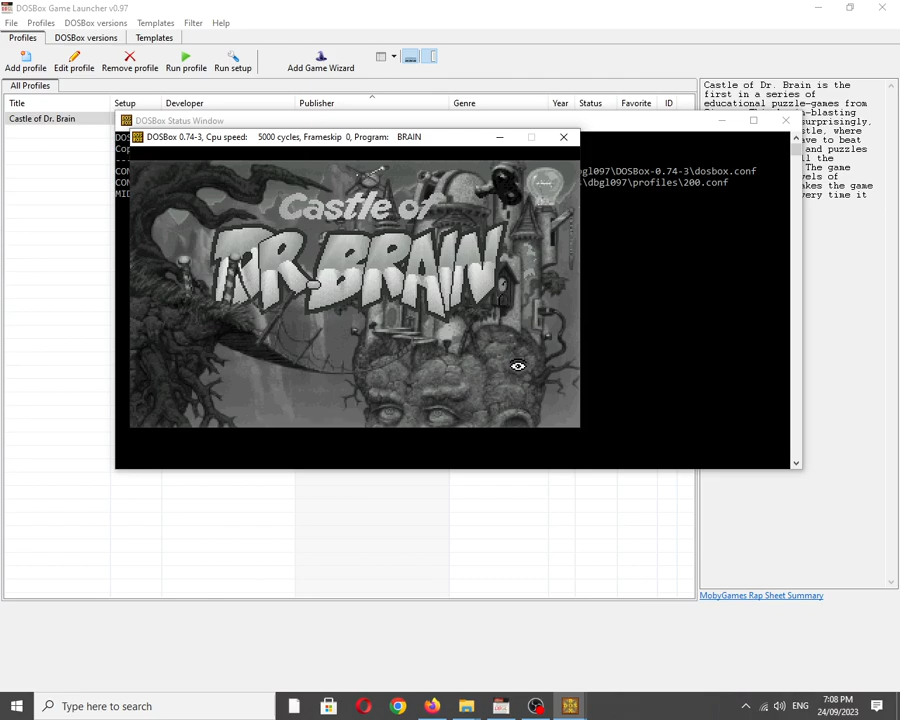 DOSBox Game Launcher v0.97
File Profiles DOSBox versions Templates Filter Help
Profiles DOSBox versions Templates
Add profile Edit profile Remove profile Run profile Run setup Add Game Wizard
All Profiles
Title Setup Developer Publisher Genre Year Status Favorite ID
Castle of Dr. Brain
DOSBox Status Window
DOSBox 0.74-3, Cpu speed: 5000 cycles, Frameskip 0, Program: BRAIN
DOS
Cop
---
CON bgl097\DOSBox-0.74-3\dosbox.conf
CON \dbgl097\profiles\200.conf
MID
Castle of
DR. BRAIN
Castle of Dr. Brain is the
first in a series of
educational puzzle-games from
-blasting
surprisingly,
stle, where
ave to beat
and puzzles
ll the
The game
vels of
akes the game
very time it
MobyGames Rap Sheet Summary
Type here to search
ENG
7:08 PM
24/09/2023